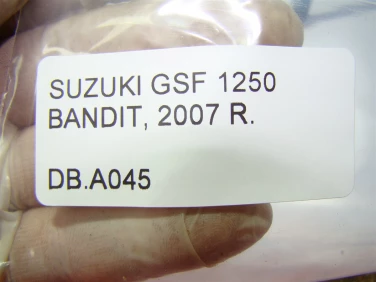 SUZUKI GSF 1250
BANDIT, 2007 R.
DB.A045